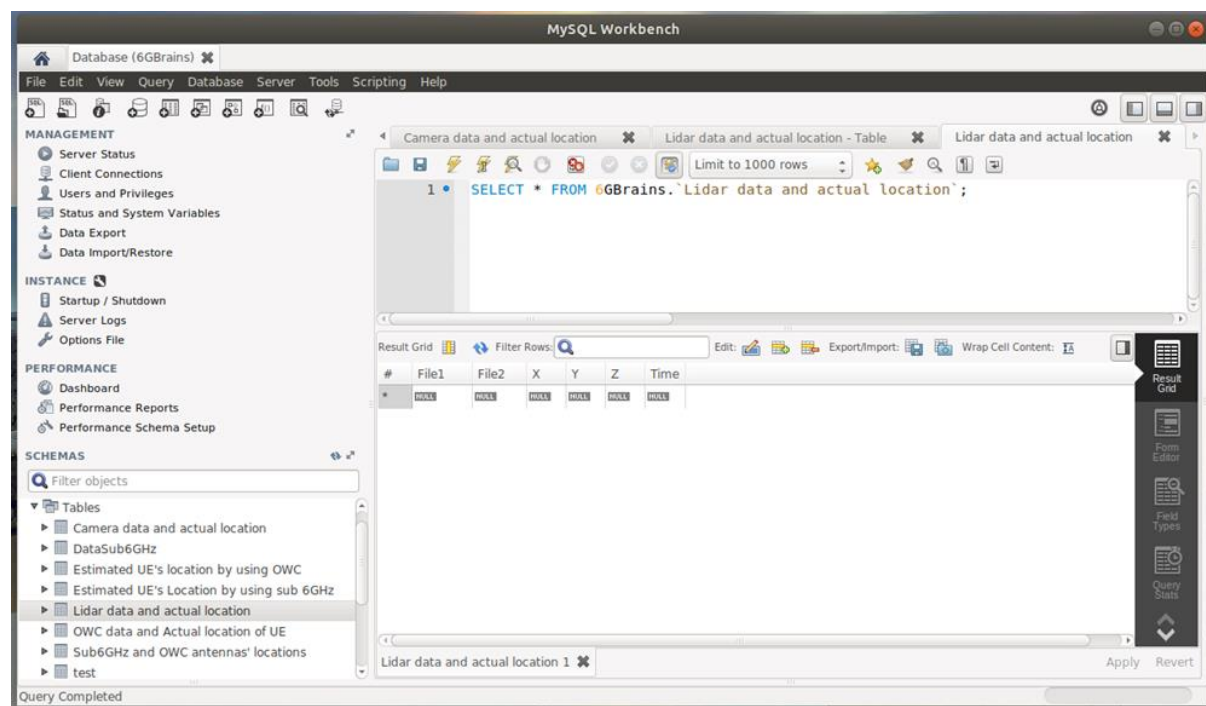 MySQL Workbench
Database (6GBrains)
File Edit View Query Database Server Tools Scripting Help
MANAGEMENT
Server Status
Client Connections
Users and Privileges
Status and System Variables
Data Export
Data Import/Restore
INSTANCE
Startup / Shutdown
Server Logs
Options File
PERFORMANCE
Dashboard
Performance Reports
Performance Schema Setup
SCHEMAS
Filter objects
Tables
Camera data and actual location
DataSub6GHz
Estimated UE's location by using OWC
Estimated UE's Location by using sub 6GHz
Lidar data and actual location
OWC data and Actual location of UE
Sub6GHz and OWC antennas' locations
test
Query Completed
Camera data and actual location Lidar data and actual location - Table Lidar data and actual location
Limit to 1000 rows
1 SELECT * FROM 6GBrains.`Lidar data and actual location`;
Result Grid Filter Rows: Edit: Export/Import: Wrap Cell Content:
# File1 File2 X Y Z Time
* NULL NULL NULL NULL NULL NULL
Result
Grid
Form
Editor
Field
Types
Query
Stats
Lidar data and actual location 1
Apply Revert